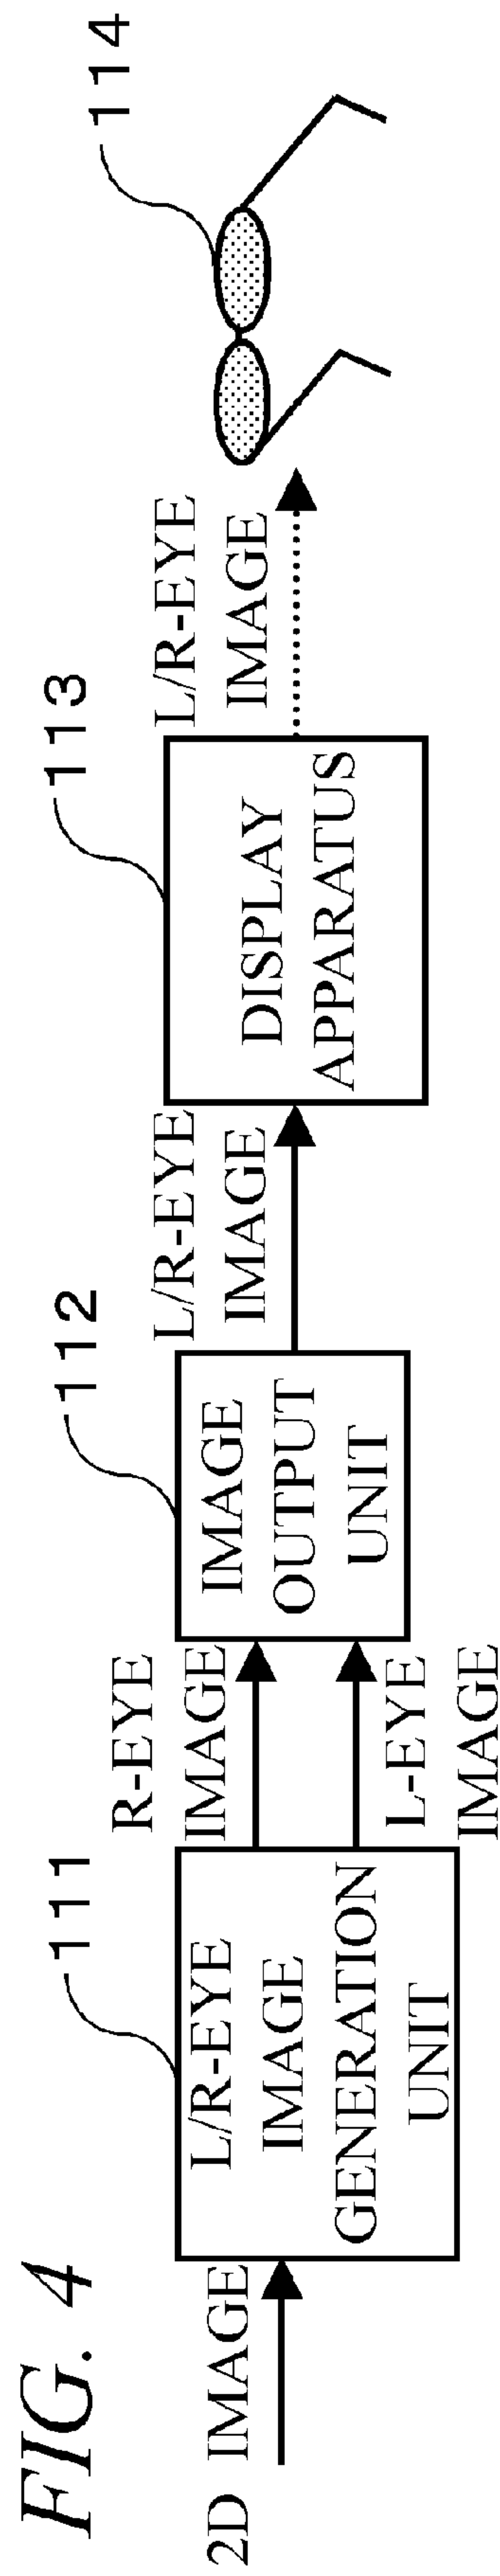 FIG. 4
2D IMAGE
111
L/R-EYE
IMAGE
GENERATION
UNIT
R-EYE
IMAGE
L-EYE
IMAGE
112
IMAGE
OUTPUT
UNIT
L/R-EYE
IMAGE
113
DISPLAY
APPARATUS
L/R-EYE
IMAGE
114